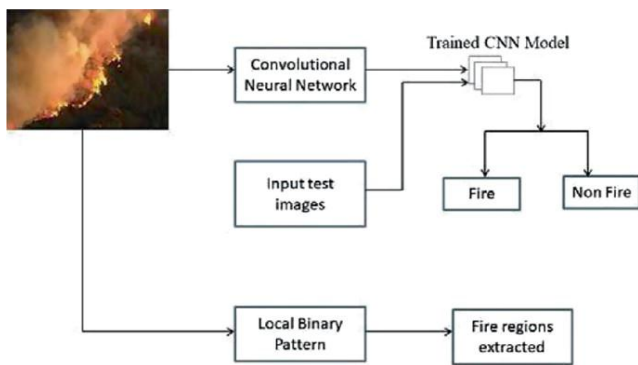 Trained CNN Model
Convolutional
Neural Network
Input test
images
Fire
Non Fire
Local Binary
Pattern
Fire regions
extracted